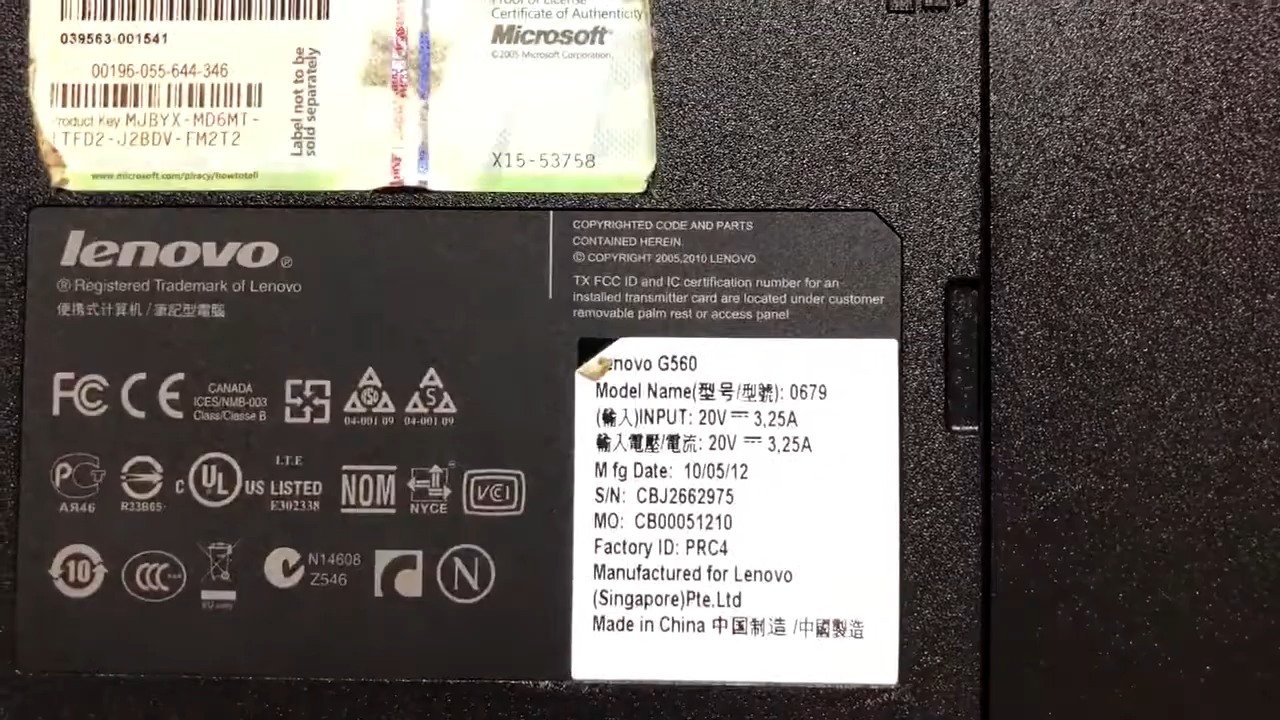 039563-001541
00196-055-644-346
Product Key MJBYX-MD6MT-
TFD2-J2BDV-FM2T2
www.microsoft.com/piracy/howtotell
Label not to be
sold separately
Certificate of Authenticity
Microsoft®
©2005 Microsoft Corporation
X15-53758
lenovo®
® Registered Trademark of Lenovo
便携式计算机 / 筆記型電腦
COPYRIGHTED CODE AND PARTS
CONTAINED HEREIN.
© COPYRIGHT 2005,2010 LENOVO
TX FCC ID and IC certification number for an
installed transmitter card are located under customer
removable palm rest or access panel
FC CE
CANADA
ICES/NMB-003
Class/Classe B
04-001 09
S
04-001 09
PCT
АЯ46
R33B65
C UL US LISTED
I.T.E
E302338
NOM
NYCE
VCI
10
CCC
EU only
N14608
Z546
N
enovo G560
Model Name(型号/型號): 0679
(輸入)INPUT: 20V 3,25A
輸入電壓/電流: 20V 3,25A
Mfg Date: 10/05/12
S/N: CBJ2662975
MO: CB00051210
Factory ID: PRC4
Manufactured for Lenovo
(Singapore)Pte.Ltd
Made in China 中国制造 /中國製造